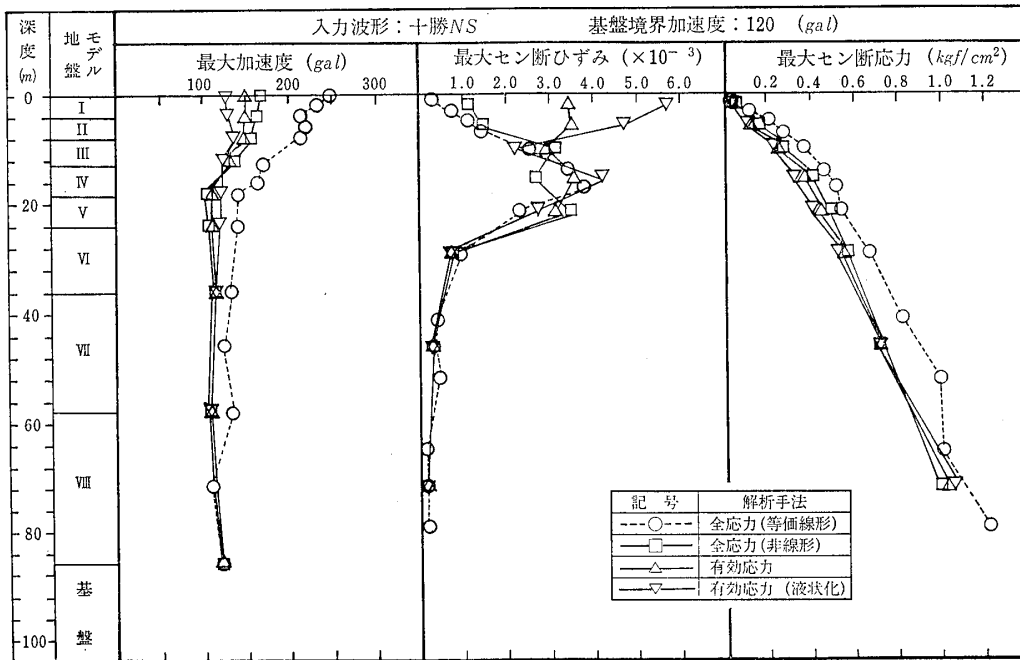 深度(m)
地盤モデル
入力波形：十勝NS 基盤境界加速度：120 (gal)
最大加速度 (gal)
100 200 300
最大セン断ひずみ (×10⁻³)
1.0 2.0 3.0 4.0 5.0 6.0
最大セン断応力 (kgf/cm²)
0.2 0.4 0.6 0.8 1.0 1.2
0
20
40
60
80
100
I
II
III
IV
V
VI
VII
VIII
基盤
記号 解析手法
全応力(等価線形)
全応力(非線形)
有効応力
有効応力(液状化)